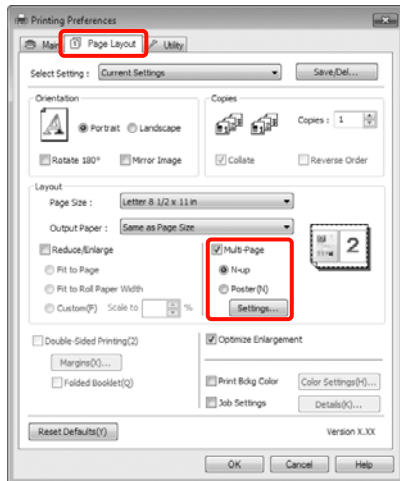 Printing Preferences
Main Page Layout Utility
Select Setting : Current Settings Save/Del...
Orientation
Copies
A Portrait Landscape
Copies : 1
Rotate 180° Mirror Image
Collate Reverse Order
Layout
Page Size : Letter 8 1/2 x 11 in
Output Paper : Same as Page Size
Reduce/Enlarge
Multi-Page
2
Fit to Page
N-up
Fit to Roll Paper Width
Poster(N)
Custom(F) Scale to %
Settings...
Double-Sided Printing(2)
Optimize Enlargement
Margins(X)...
Folded Booklet(Q)
Print Bckg Color Color Settings(H)...
Job Settings Details(K)...
Reset Defaults(Y)
Version X.XX
OK Cancel Help